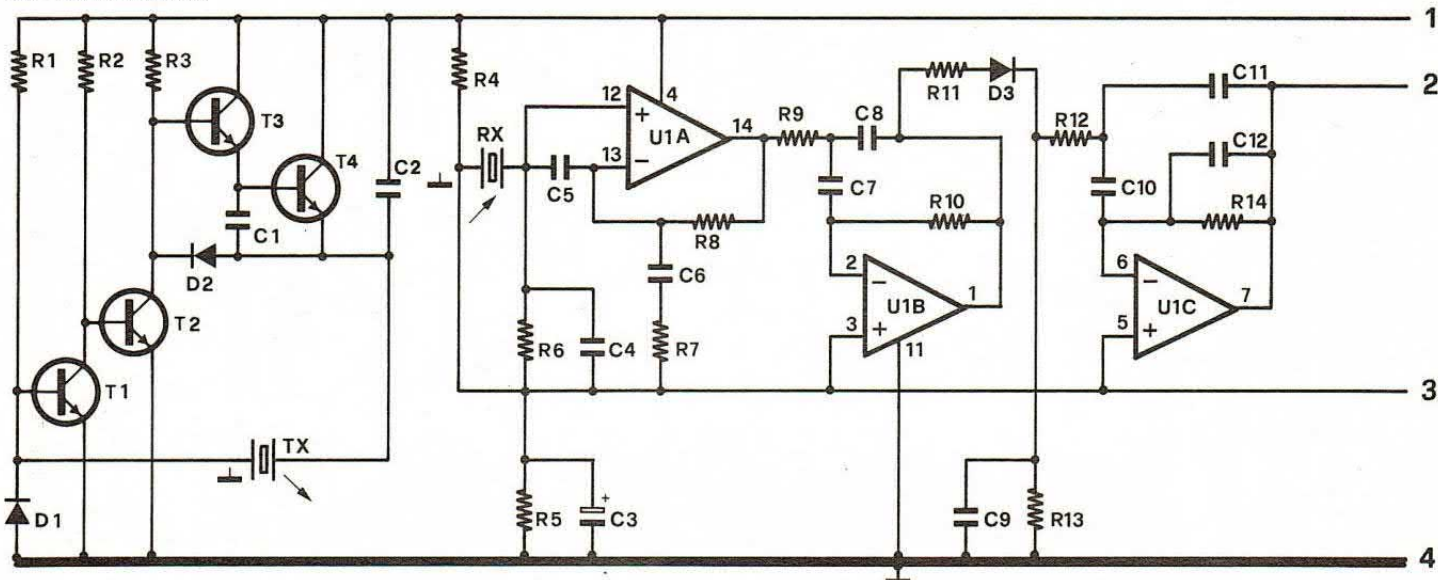 1
R1 R2 R3 R4
C11 2
R11 D3
12 4 R9 C8 R12
T3 RX U1A 14 C12
+
13
−
T4 C2 C5 C7 C10
C1 R8 R10 R14
D2 C6 2 6
−
−
T2 U1B 1 U1C 7
R6 C4 R7 3 5
+
+
11
T1 3
TX
+
D1 R5 C3 C9 R13
4